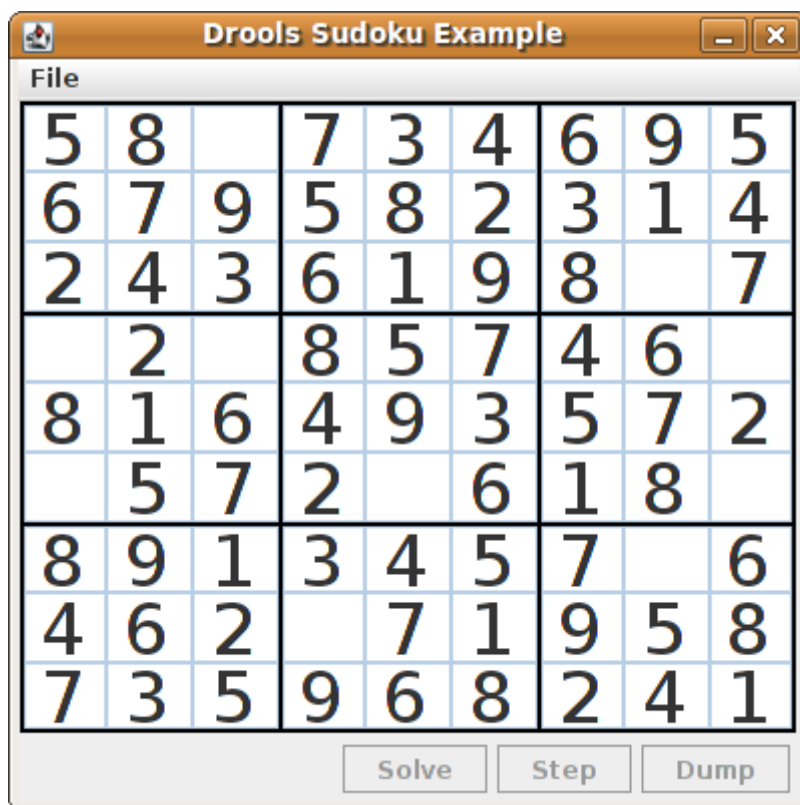 Drools Sudoku Example
File
5 8 7 3 4 6 9 5
6 7 9 5 8 2 3 1 4
2 4 3 6 1 9 8 7
2 8 5 7 4 6
8 1 6 4 9 3 5 7 2
5 7 2 6 1 8
8 9 1 3 4 5 7 6
4 6 2 7 1 9 5 8
7 3 5 9 6 8 2 4 1
Solve Step Dump